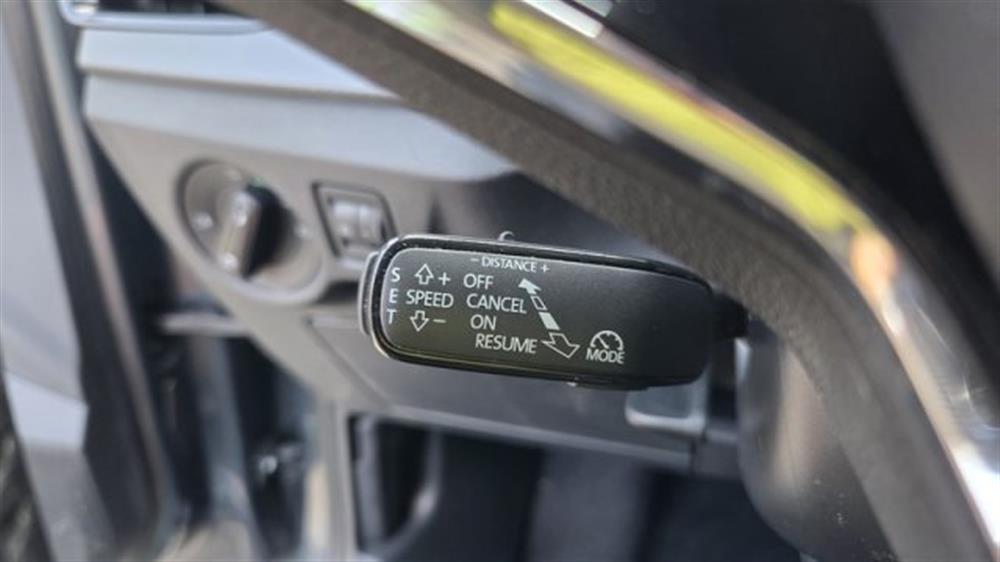 - DISTANCE +
S E T
+ OFF
SPEED CANCEL
- ON
RESUME
MODE